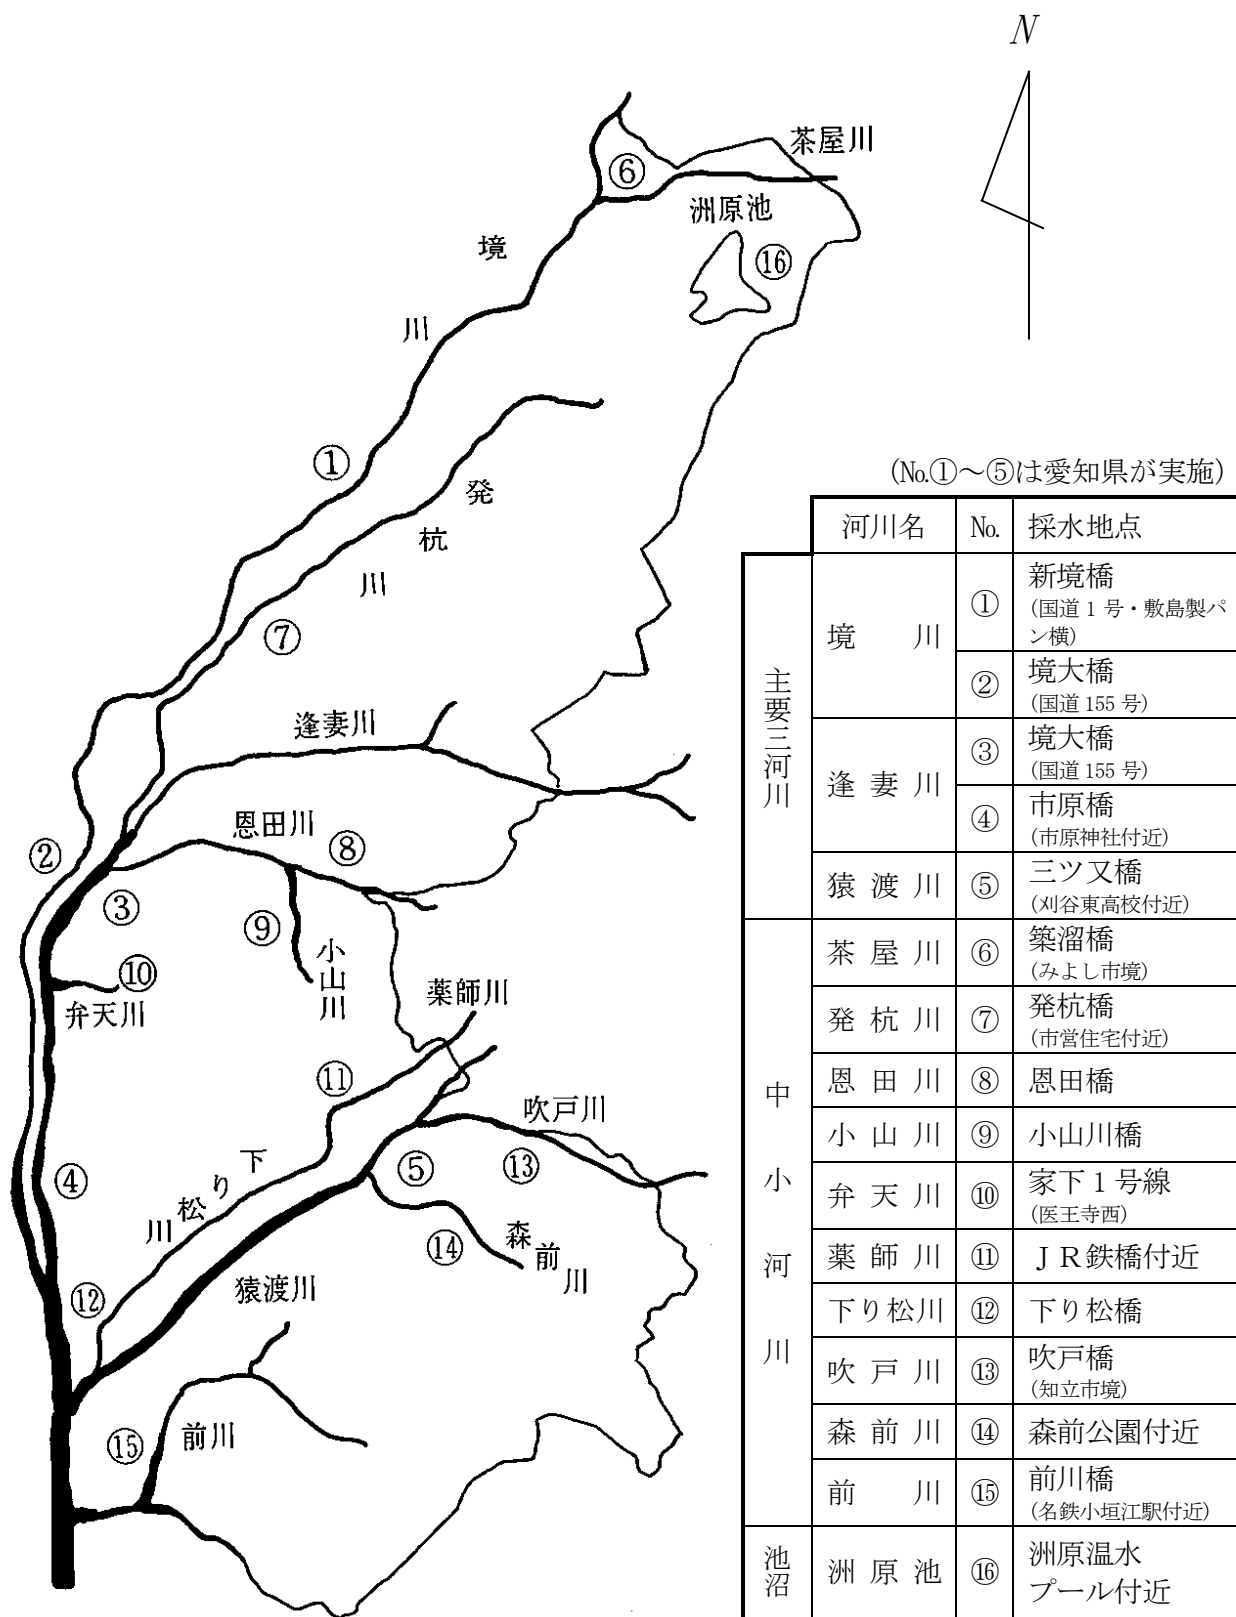 N
茶屋川
⑥
洲原池
⑯
境川
①
発杭川
⑦
逢妻川
恩田川
②
⑧
③
⑨
小山川
⑩
弁天川
薬師川
⑪
吹戸川
下り松川
④
⑤
⑬
⑭
森前川
⑫
猿渡川
⑮
前川
(No.①～⑤は愛知県が実施)
河川名 No. 採水地点
主要三河川
境川 ① 新境橋
(国道1号・敷島製パ
ン横)
② 境大橋
(国道155号)
逢妻川 ③ 境大橋
(国道155号)
④ 市原橋
(市原神社付近)
猿渡川 ⑤ 三ツ又橋
(刈谷東高校付近)
中小河川
茶屋川 ⑥ 築溜橋
(みよし市境)
発杭川 ⑦ 発杭橋
(市営住宅付近)
恩田川 ⑧ 恩田橋
小山川 ⑨ 小山川橋
弁天川 ⑩ 家下1号線
(医王寺西)
薬師川 ⑪ JR鉄橋付近
下り松川 ⑫ 下り松橋
吹戸川 ⑬ 吹戸橋
(知立市境)
森前川 ⑭ 森前公園付近
前川 ⑮ 前川橋
(名鉄小垣江駅付近)
池沼
洲原池 ⑯ 洲原温水
プール付近